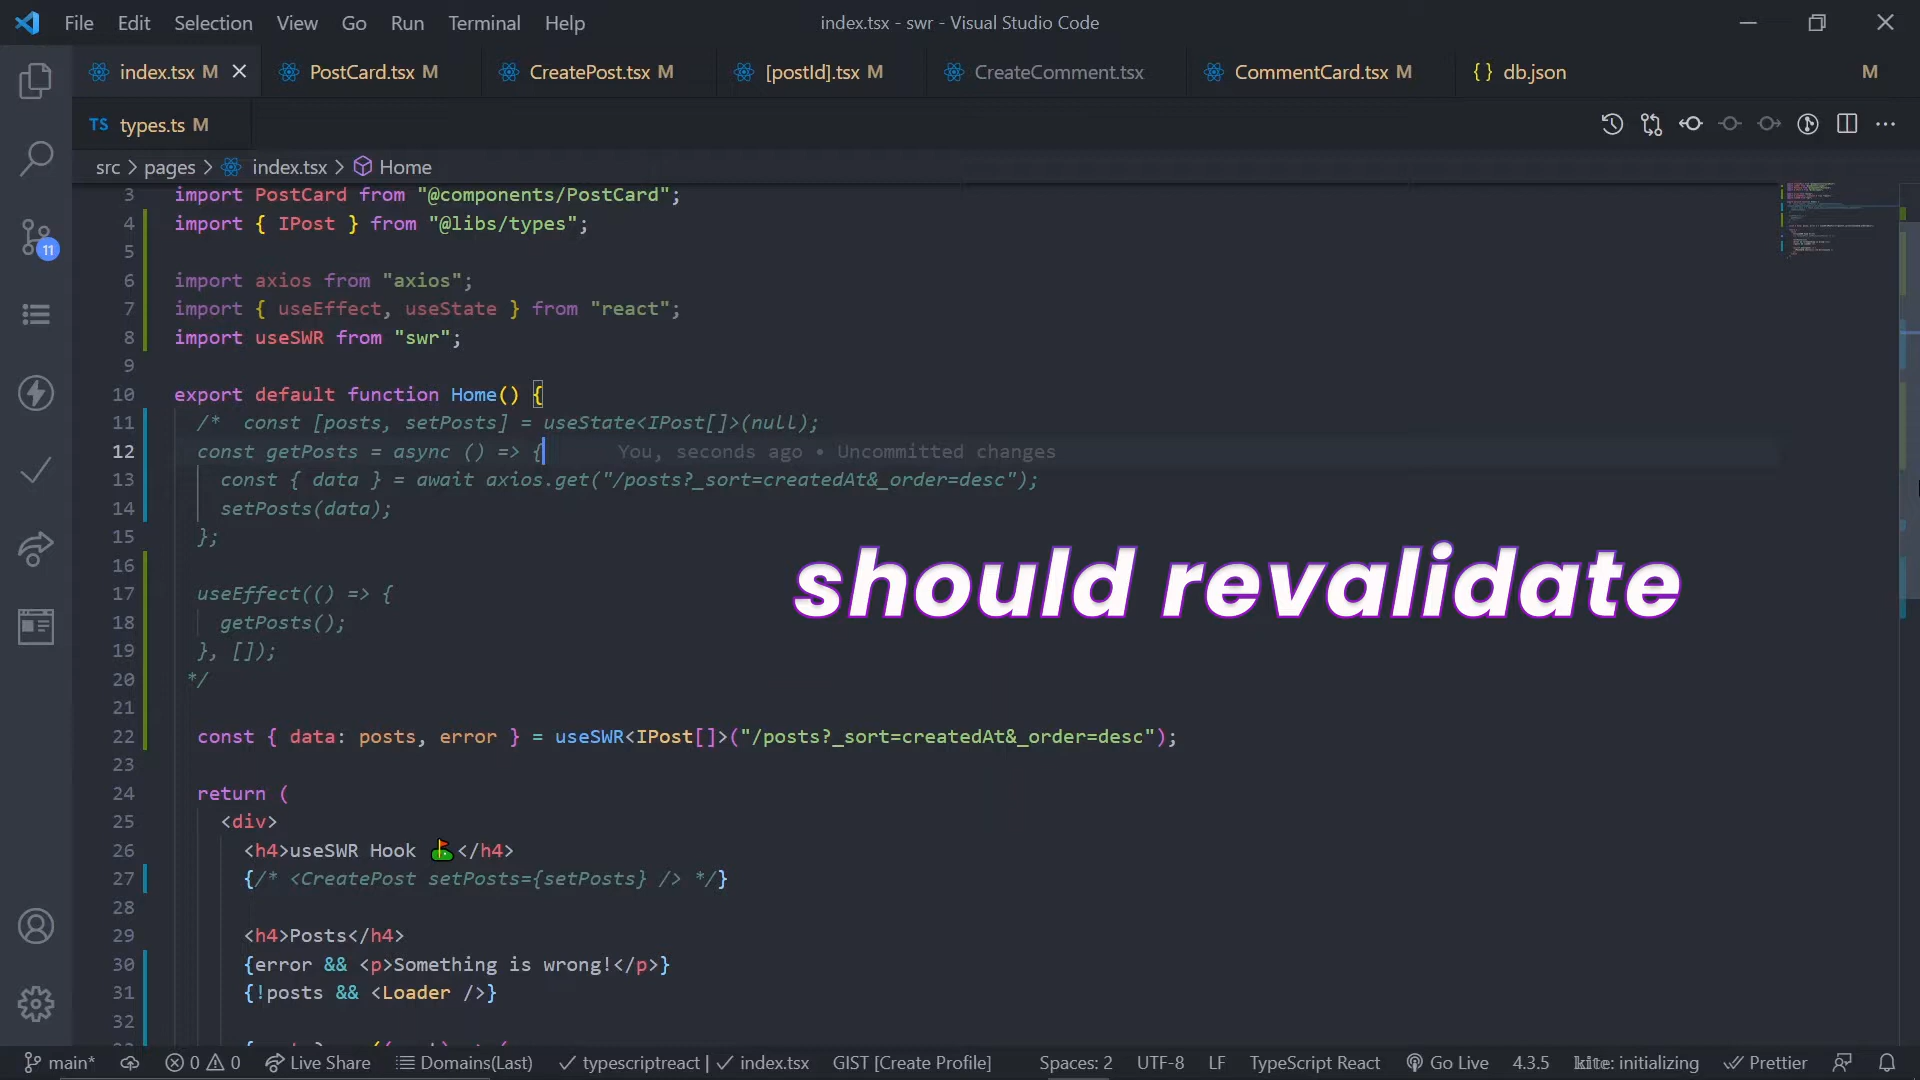 File Edit Selection View Go Run Terminal Help index.tsx - swr - Visual Studio Code
index.tsx M PostCard.tsx M CreatePost.tsx M [postId].tsx M CreateComment.tsx CommentCard.tsx M {} db.json M
TS types.ts M
src > pages > index.tsx > Home
3 import PostCard from "@components/PostCard";
4 import { IPost } from "@libs/types";
5
6 import axios from "axios";
7 import { useEffect, useState } from "react";
8 import useSWR from "swr";
9
10 export default function Home() {
11 /* const [posts, setPosts] = useState<IPost[]>(null);
12 const getPosts = async () => { You, seconds ago • Uncommitted changes
13 const { data } = await axios.get("/posts?_sort=createdAt&_order=desc");
14 setPosts(data);
15 };
16
17 useEffect(() => {
18 getPosts();
19 }, []);
20 */
21
22 const { data: posts, error } = useSWR<IPost[]>("/posts?_sort=createdAt&_order=desc");
23
24 return (
25 <div>
26 <h4>useSWR Hook ⛳</h4>
27 {/* <CreatePost setPosts={setPosts} /> */}
28
29 <h4>Posts</h4>
30 {error && <p>Something is wrong!</p>}
31 {!posts && <Loader />}
32
should revalidate
11
main* 0 0 Live Share Domains(Last) typescriptreact | index.tsx GIST [Create Profile] Spaces: 2 UTF-8 LF TypeScript React Go Live 4.3.5 kite: initializing Prettier